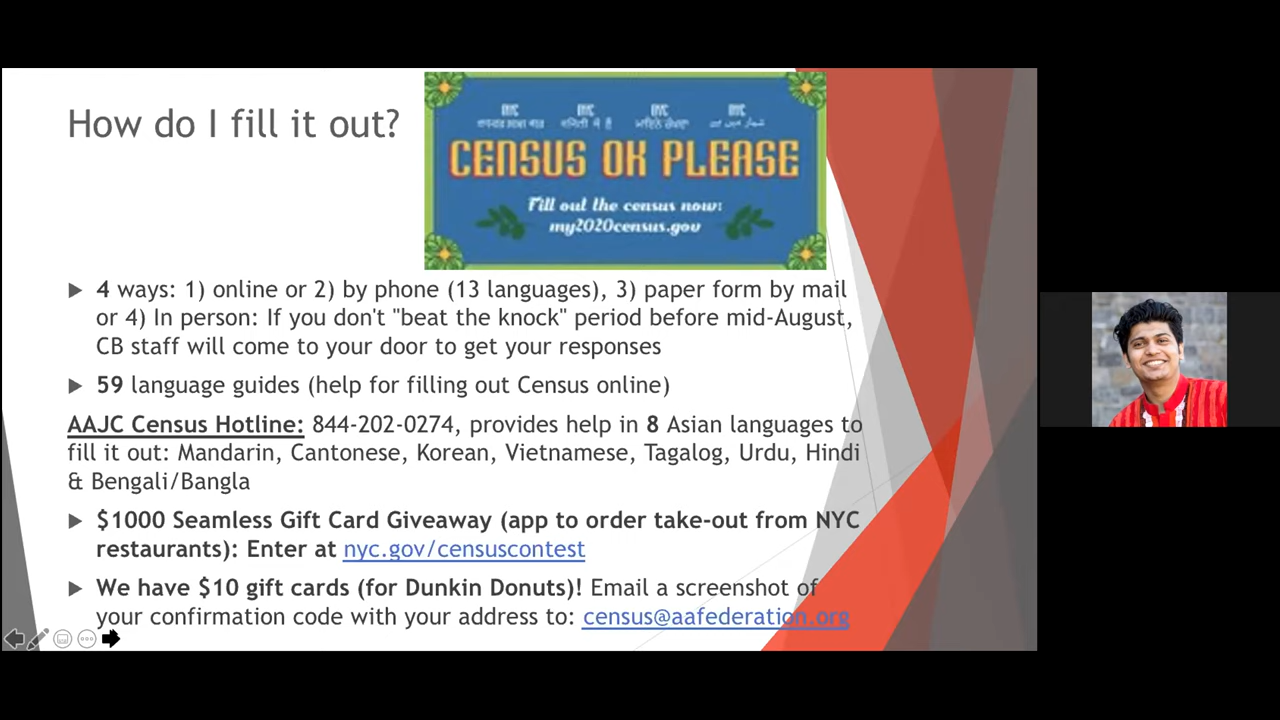 How do I fill it out?
NYC NYC NYC NYC
CENSUS OK PLEASE
Fill out the census now:
my2020census.gov
4 ways: 1) online or 2) by phone (13 languages), 3) paper form by mail
or 4) In person: If you don't "beat the knock" period before mid-August,
CB staff will come to your door to get your responses
59 language guides (help for filling out Census online)
AAJC Census Hotline: 844-202-0274, provides help in 8 Asian languages to
fill it out: Mandarin, Cantonese, Korean, Vietnamese, Tagalog, Urdu, Hindi
& Bengali/Bangla
$1000 Seamless Gift Card Giveaway (app to order take-out from NYC
restaurants): Enter at nyc.gov/censuscontest
We have $10 gift cards (for Dunkin Donuts)! Email a screenshot of
your confirmation code with your address to: census@aafederation.org